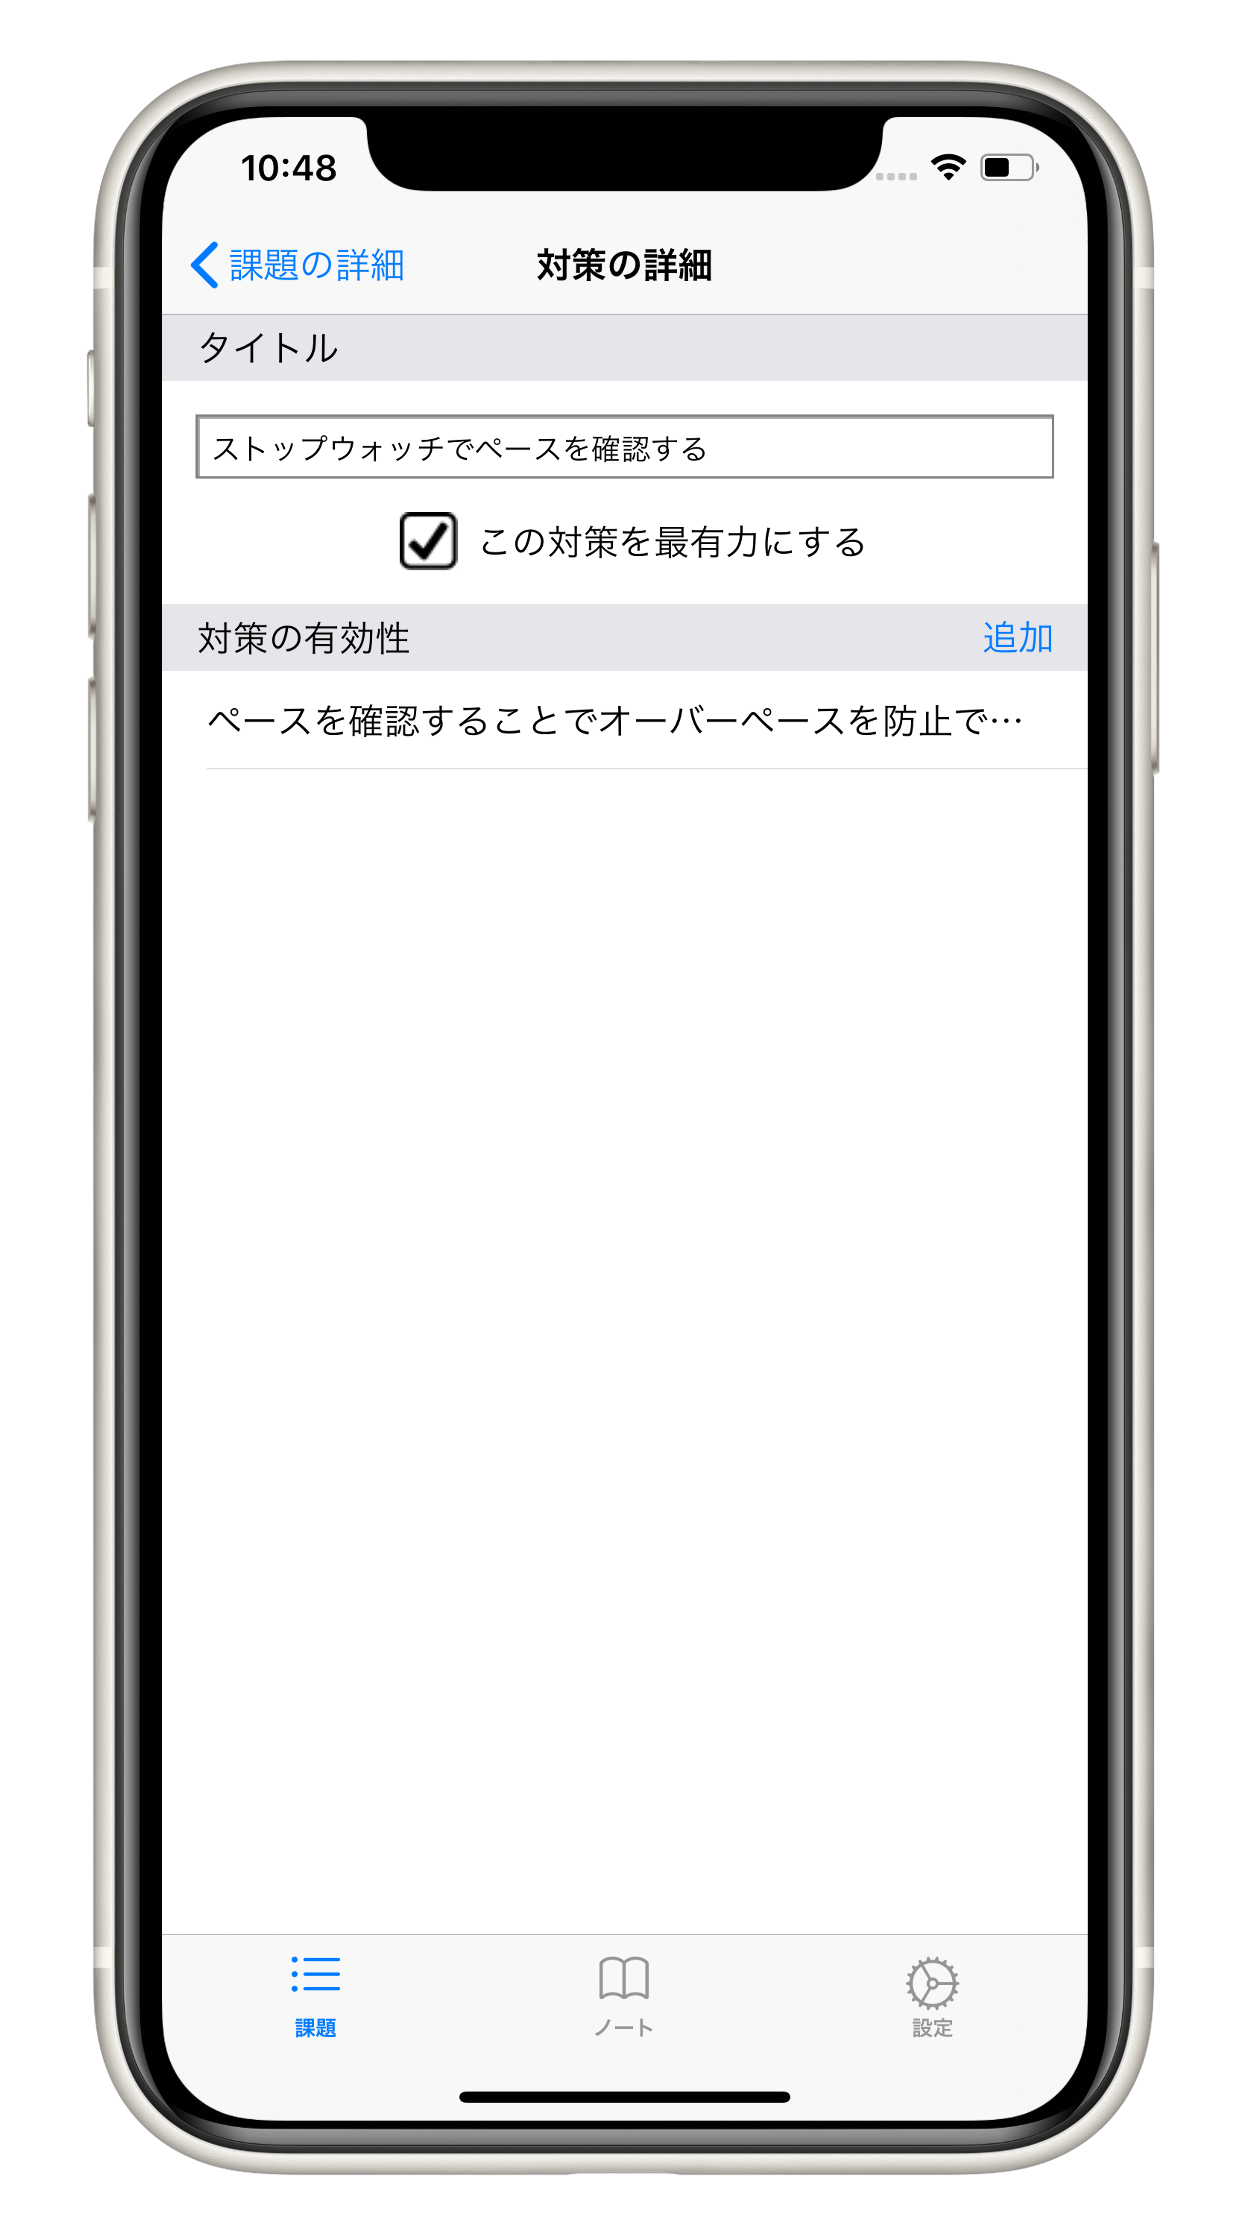 10:48
課題の詳細
対策の詳細
タイトル
ストップウォッチでペースを確認する
この対策を最有力にする
対策の有効性
追加
ペースを確認することでオーバーペースを防止で…
課題
ノート
設定